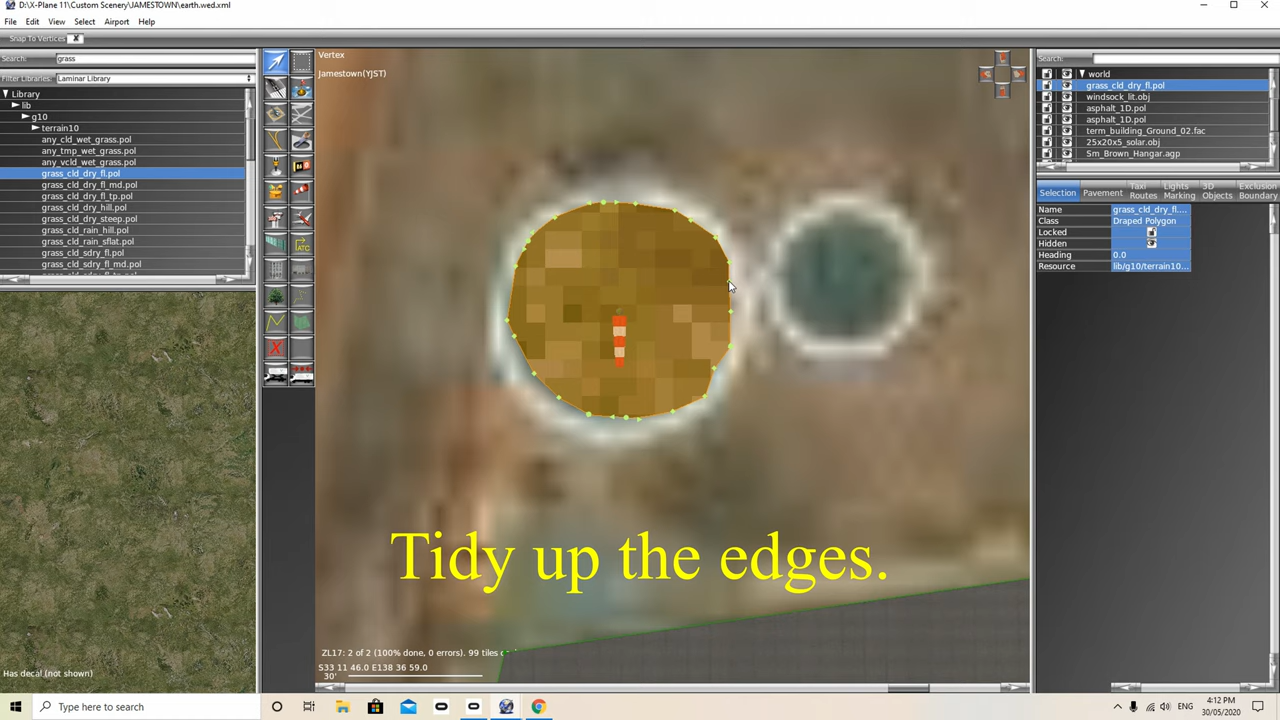 D:\X-Plane 11\Custom Scenery\JAMESTOWN\earth.wed.xml
File Edit View Select Airport Help
Snap To Vertices: X
Search: grass
Filter Libraries: Laminar Library
Library
lib
g10
terrain10
any_cld_wet_grass.pol
any_tmp_wet_grass.pol
any_vcld_wet_grass.pol
grass_cld_dry_fl.pol
grass_cld_dry_fl_md.pol
grass_cld_dry_fl_tp.pol
grass_cld_dry_hill.pol
grass_cld_dry_steep.pol
grass_cld_rain_hill.pol
grass_cld_rain_sflat.pol
grass_cld_sdry_fl.pol
grass_cld_sdry_fl_md.pol
Has decal (not shown)
Vertex
Jamestown(YJST)
ATC
Tidy up the edges.
ZL17: 2 of 2 (100% done, 0 errors). 99 tiles
S33 11 46.0 E138 36 59.0
30'
Search:
world
grass_cld_dry_fl.pol
windsock_lit.obj
asphalt_1D.pol
asphalt_1D.pol
term_building_Ground_02.fac
25x20x5_solar.obj
Sm_Brown_Hangar.agp
Selection Pavement Taxi Routes Lights Marking 3D Objects Exclusion Boundary
Name grass_cld_dry_fl....
Class Draped Polygon
Locked
Hidden
Heading 0.0
Resource lib/g10/terrain10...
Type here to search
ENG
4:12 PM
30/05/2020